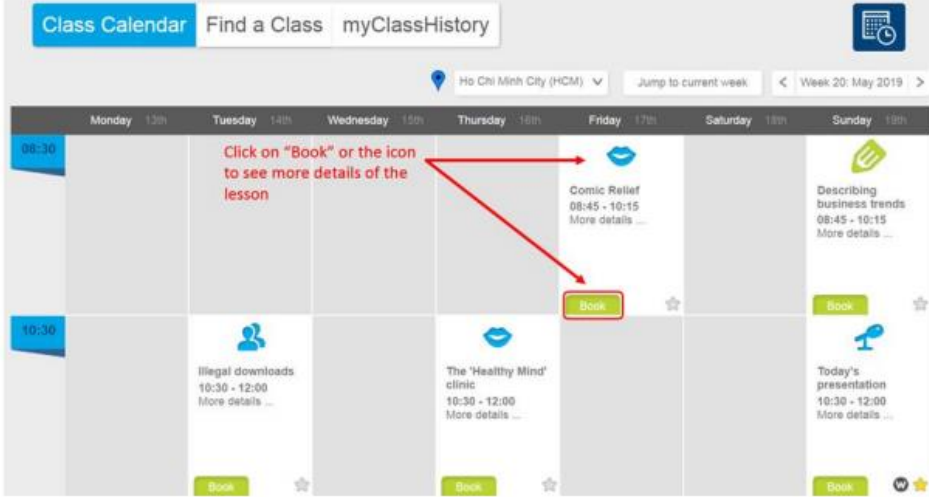 Class Calendar
Find a Class
myClassHistory
Ho Chi Minh City (HCM)
Jump to current week
< Week 20: May 2019 >
Monday 13th
Tuesday 14th
Wednesday 15th
Thursday 16th
Friday 17th
Saturday 18th
Sunday 19th
08:30
Click on "Book" or the icon
to see more details of the
lesson
Comic Relief
08:45 - 10:15
More details ...
Book
Describing
business trends
08:45 - 10:15
More details ...
Book
10:30
Illegal downloads
10:30 - 12:00
More details ...
Book
The 'Healthy Mind'
clinic
10:30 - 12:00
More details ...
Book
Today's
presentation
10:30 - 12:00
More details ...
Book
W